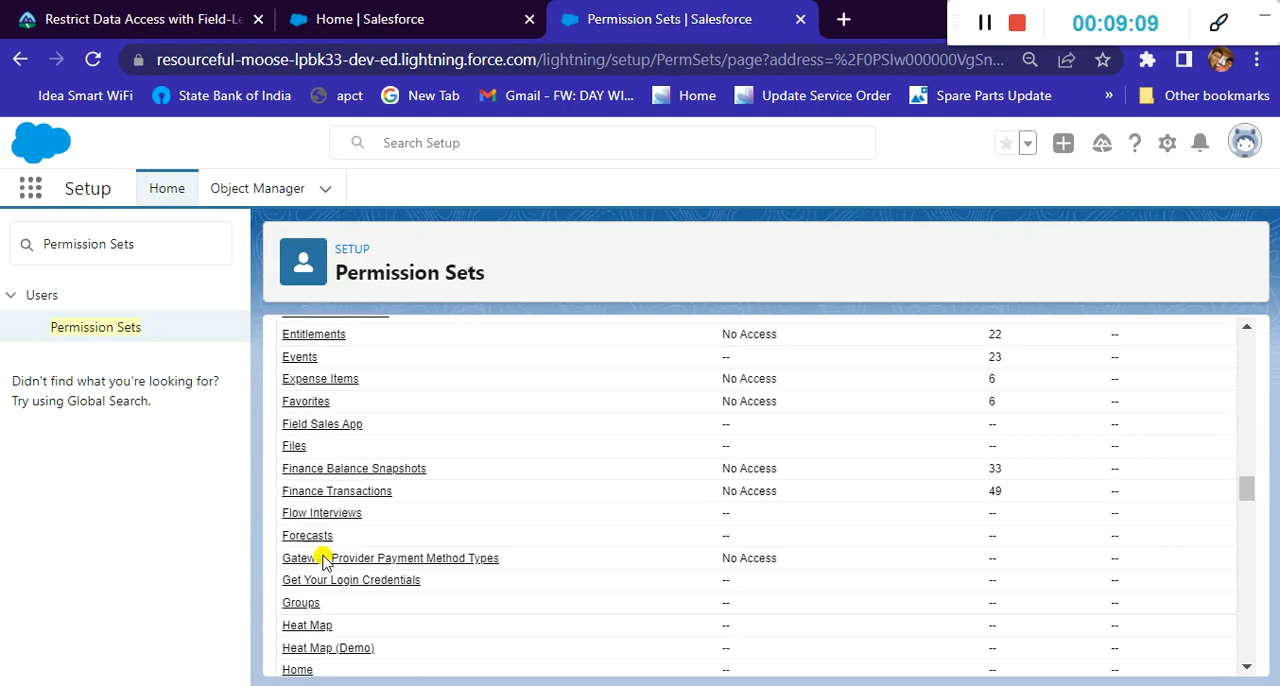 Restrict Data Access with Field-Le
Home | Salesforce
Permission Sets | Salesforce
00:09:09
resourceful-moose-lpbk33-dev-ed.lightning.force.com/lightning/setup/PermSets/page?address=%2F0PSIw000000VgSn...
Idea Smart WiFi
State Bank of India
apct
New Tab
Gmail - FW: DAY WI...
Home
Update Service Order
Spare Parts Update
»
Other bookmarks
Search Setup
Setup
Home
Object Manager
Permission Sets
Users
Permission Sets
Didn't find what you're looking for?
Try using Global Search.
SETUP
Permission Sets
Entitlements No Access 22 --
Events -- 23 --
Expense Items No Access 6 --
Favorites No Access 6 --
Field Sales App -- -- --
Files -- -- --
Finance Balance Snapshots No Access 33 --
Finance Transactions No Access 49 --
Flow Interviews -- -- --
Forecasts -- -- --
Gateway Provider Payment Method Types No Access -- --
Get Your Login Credentials -- -- --
Groups -- -- --
Heat Map -- -- --
Heat Map (Demo) -- -- --
Home -- -- --